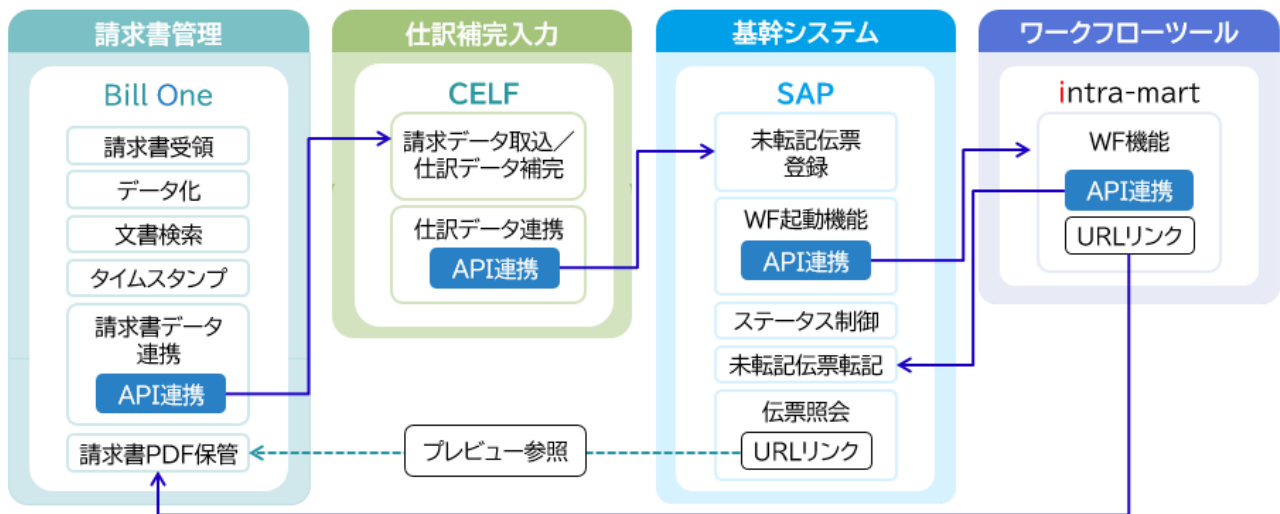 請求書管理
Bill One
請求書受領
データ化
文書検索
タイムスタンプ
請求書データ
連携
API連携
請求書PDF保管
仕訳補完入力
CELF
請求データ取込／
仕訳データ補完
仕訳データ連携
API連携
プレビュー参照
基幹システム
SAP
未転記伝票
登録
WF起動機能
API連携
ステータス制御
未転記伝票転記
伝票照会
URLリンク
ワークフローツール
intra-mart
WF機能
API連携
URLリンク